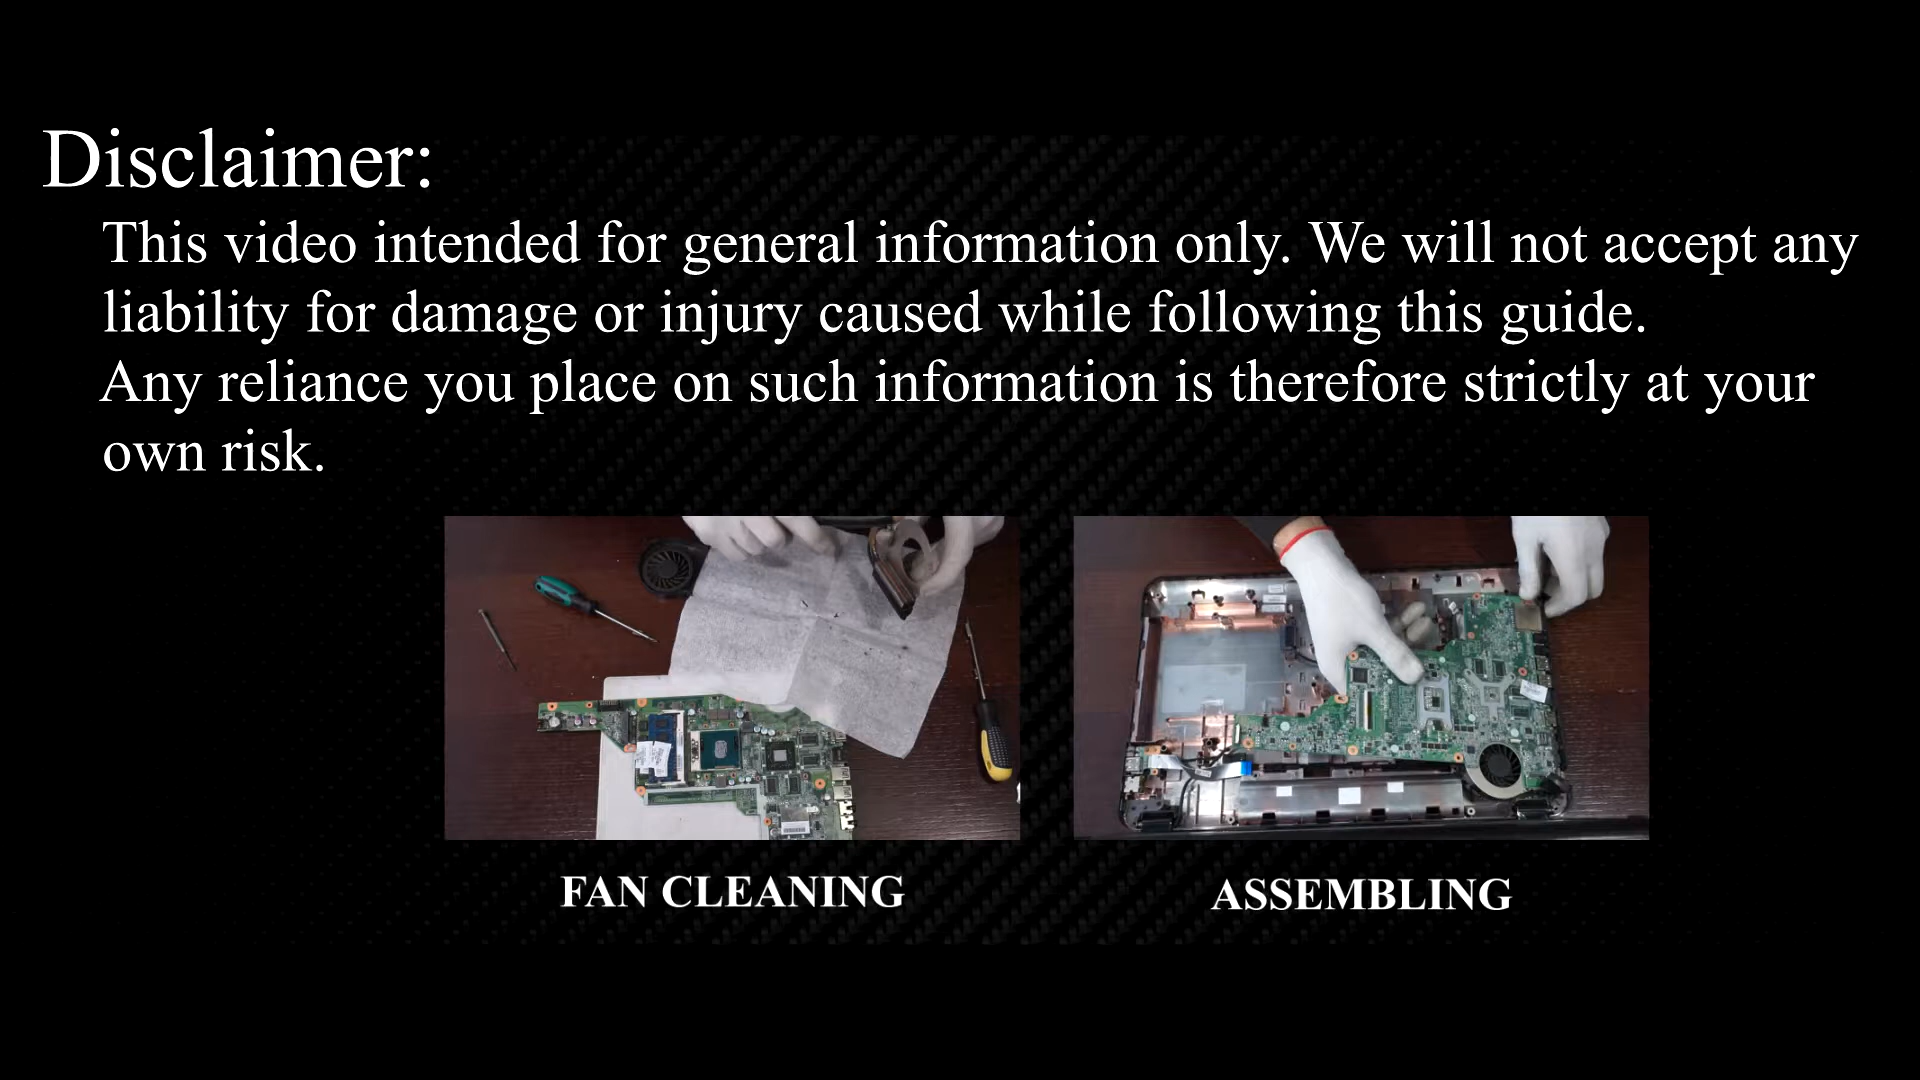 Disclaimer:
This video intended for general information only. We will not accept any
liability for damage or injury caused while following this guide.
Any reliance you place on such information is therefore strictly at your
own risk.
FAN CLEANING
ASSEMBLING